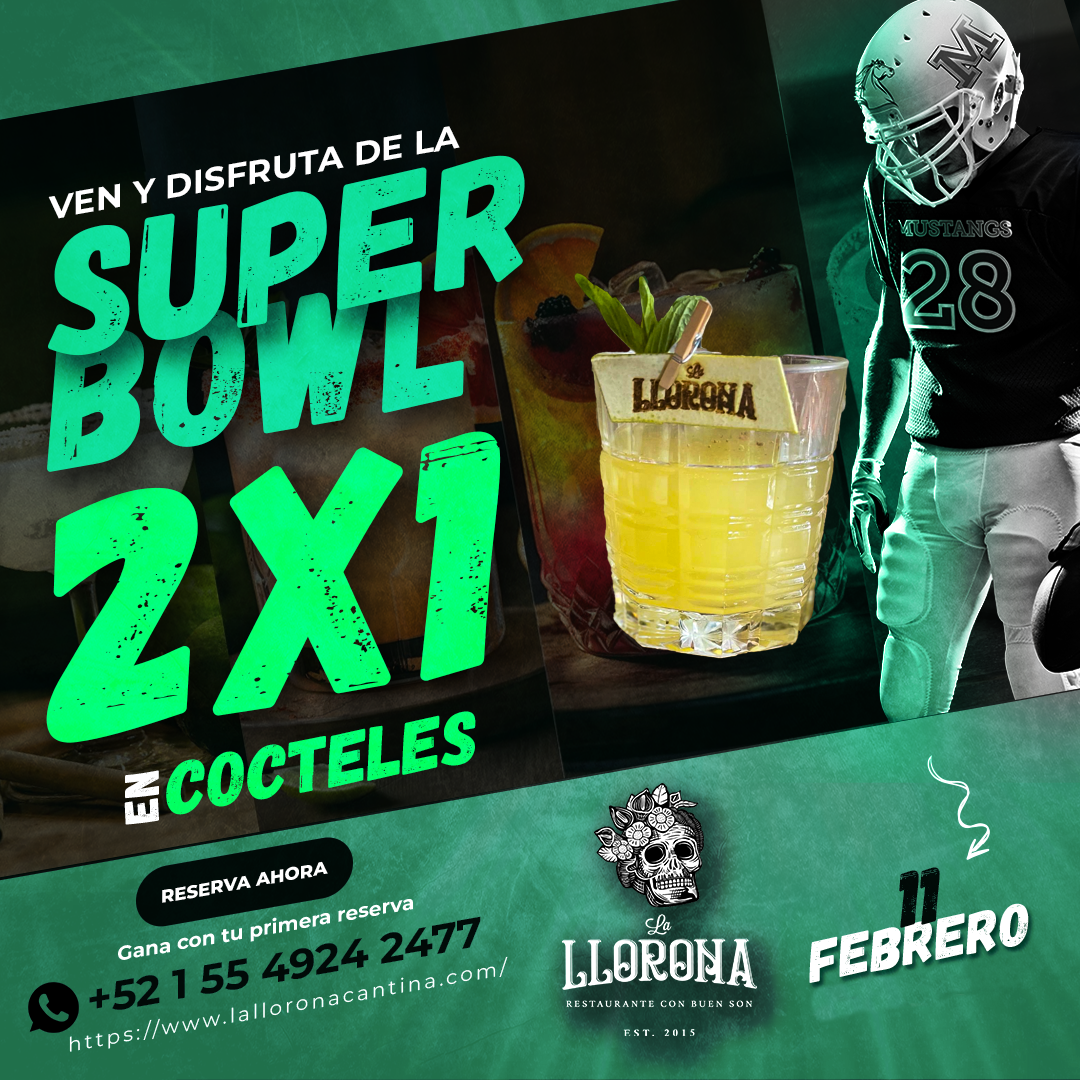 VEN Y DISFRUTA DE LA
SUPER
BOWL
2X1
EN COCTELES
La
LLORONA
M
MUSTANGS
28
RESERVA AHORA
Gana con tu primera reserva
+52 1 55 4924 2477
https://www.lalloronacantina.com/
La
LLORONA
RESTAURANTE CON BUEN SON
EST. 2015
11
FEBRERO